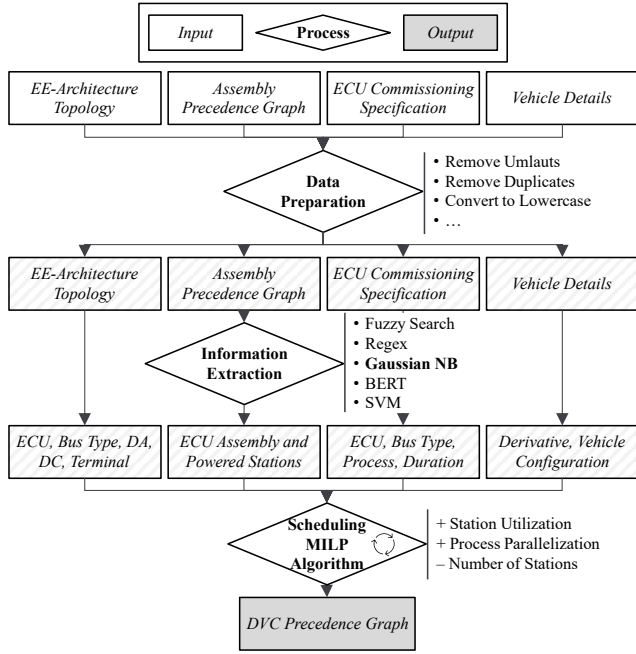 Input
Process
Output
EE-Architecture
Topology
Assembly
Precedence Graph
ECU Commissioning
Specification
Vehicle Details
Data
Preparation
• Remove Umlauts
• Remove Duplicates
• Convert to Lowercase
• …
EE-Architecture
Topology
Assembly
Precedence Graph
ECU Commissioning
Specification
Vehicle Details
Information
Extraction
• Fuzzy Search
• Regex
• Gaussian NB
• BERT
• SVM
ECU, Bus Type, DA,
DC, Terminal
ECU Assembly and
Powered Stations
ECU, Bus Type,
Process, Duration
Derivative, Vehicle
Configuration
Scheduling
MILP
Algorithm
+ Station Utilization
+ Process Parallelization
– Number of Stations
DVC Precedence Graph